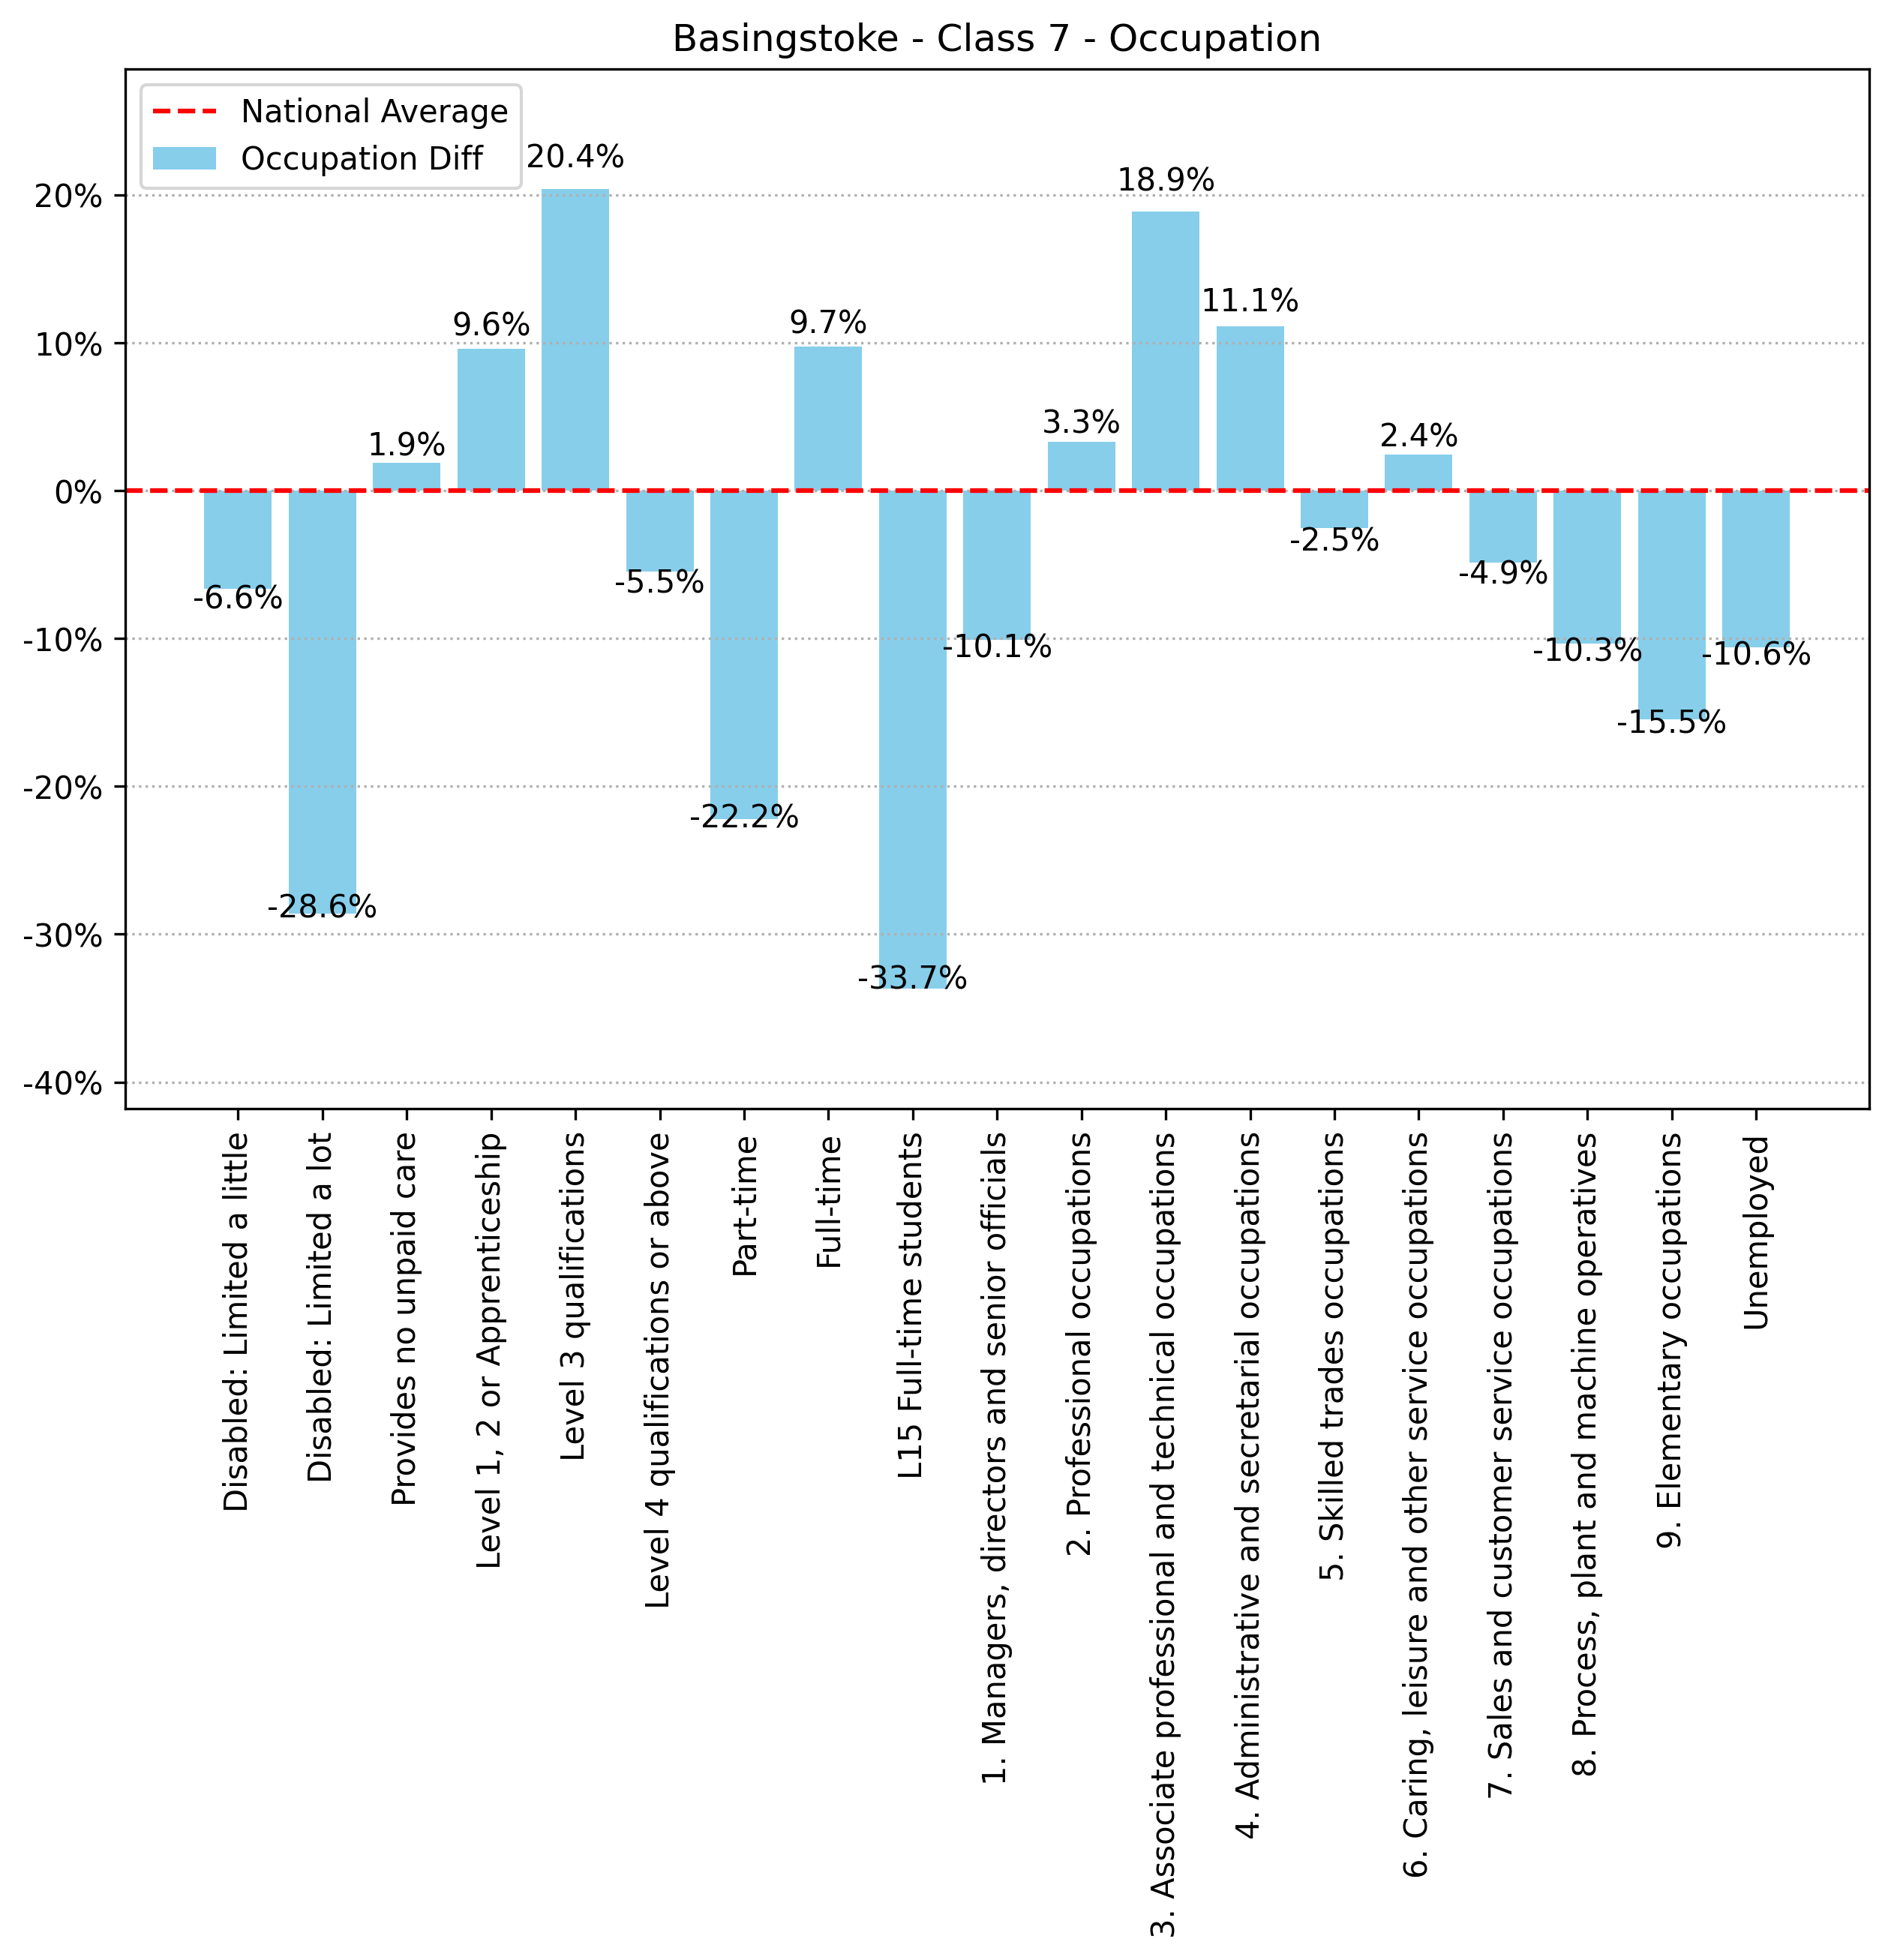 Basingstoke - Class 7 - Occupation
National Average
Occupation Diff
20%
10%
0%
-10%
-20%
-30%
-40%
-6.6%
-28.6%
1.9%
9.6%
20.4%
-5.5%
-22.2%
9.7%
-33.7%
-10.1%
3.3%
18.9%
11.1%
-2.5%
2.4%
-4.9%
-10.3%
-15.5%
-10.6%
Disabled: Limited a little
Disabled: Limited a lot
Provides no unpaid care
Level 1, 2 or Apprenticeship
Level 3 qualifications
Level 4 qualifications or above
Part-time
Full-time
L15 Full-time students
1. Managers, directors and senior officials
2. Professional occupations
3. Associate professional and technical occupations
4. Administrative and secretarial occupations
5. Skilled trades occupations
6. Caring, leisure and other service occupations
7. Sales and customer service occupations
8. Process, plant and machine operatives
9. Elementary occupations
Unemployed